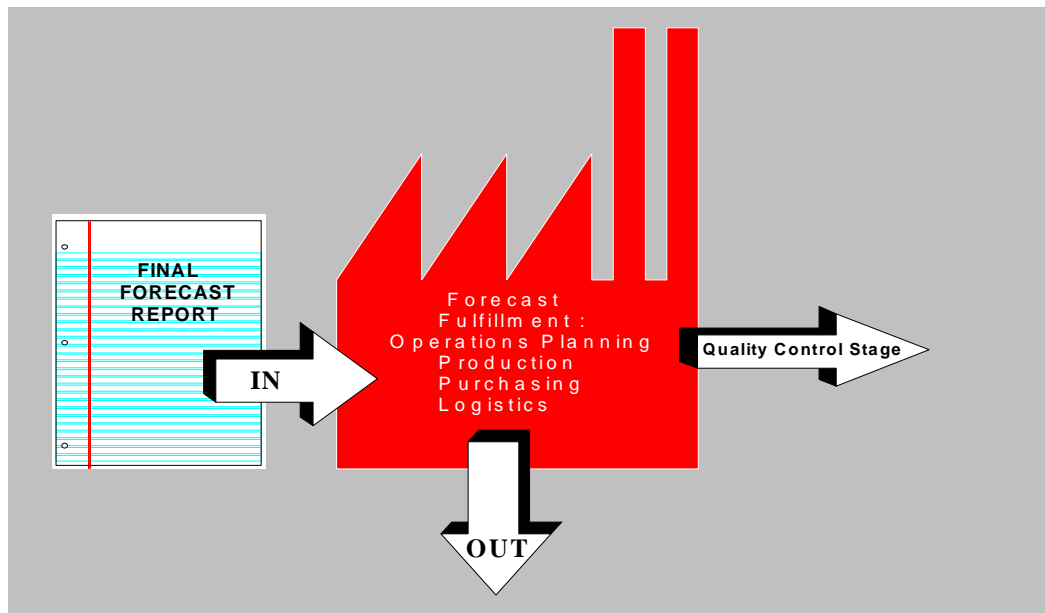 FINAL
FORECAST
REPORT
IN
Forecast
Fulfillment:
Operations Planning
Production
Purchasing
Logistics
Quality Control Stage
OUT